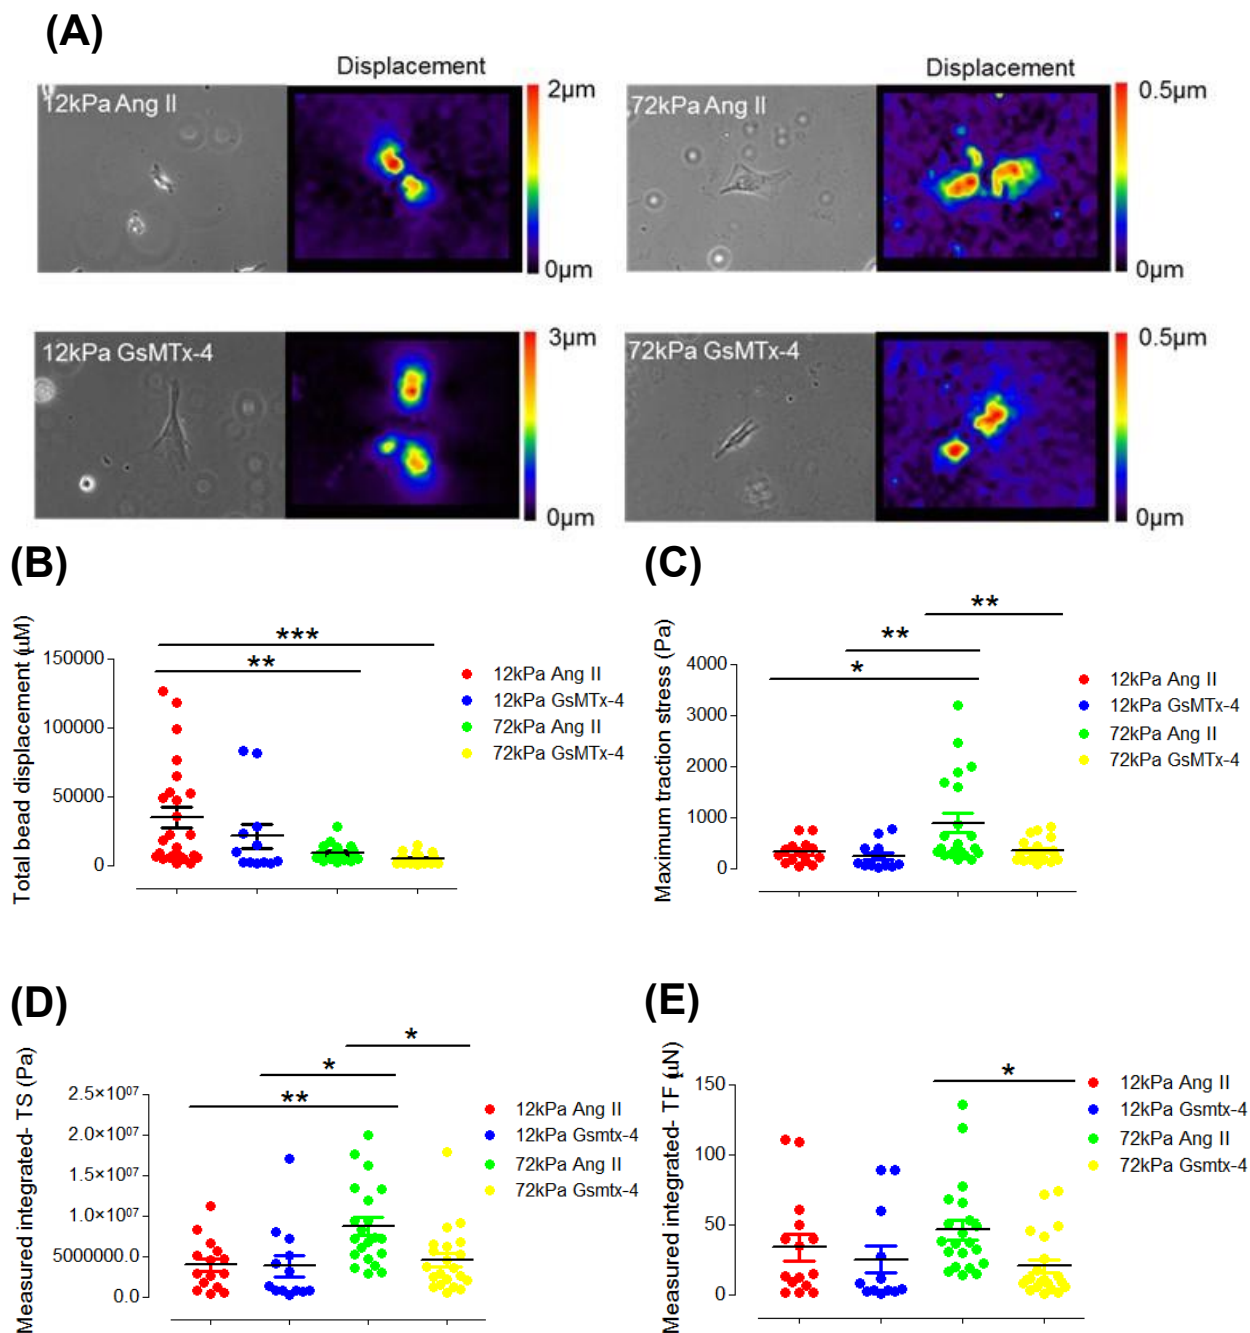 (A)
Displacement
12kPa Ang II
2µm
0µm
Displacement
72kPa Ang II
0.5µm
0µm
12kPa GsMTx-4
3µm
0µm
72kPa GsMTx-4
0.5µm
0µm
(B)
Total bead displacement (µM)
***
**
150000
100000
50000
0
12kPa Ang II
12kPa GsMTx-4
72kPa Ang II
72kPa GsMTx-4
(C)
Maximum traction stress (Pa)
**
**
*
4000
3000
2000
1000
0
12kPa Ang II
12kPa GsMTx-4
72kPa Ang II
72kPa GsMTx-4
(D)
Measured integrated- TS (Pa)
*
*
**
2.5×10⁰⁷
2.0×10⁰⁷
1.5×10⁰⁷
1.0×10⁰⁷
5000000.0
0.0
12kPa Ang II
12kPa Gsmtx-4
72kPa Ang II
72kPa Gsmtx-4
(E)
Measured integrated- TF (µN)
*
150
100
50
0
12kPa Ang II
12kPa Gsmtx-4
72kPa Ang II
72kPa Gsmtx-4